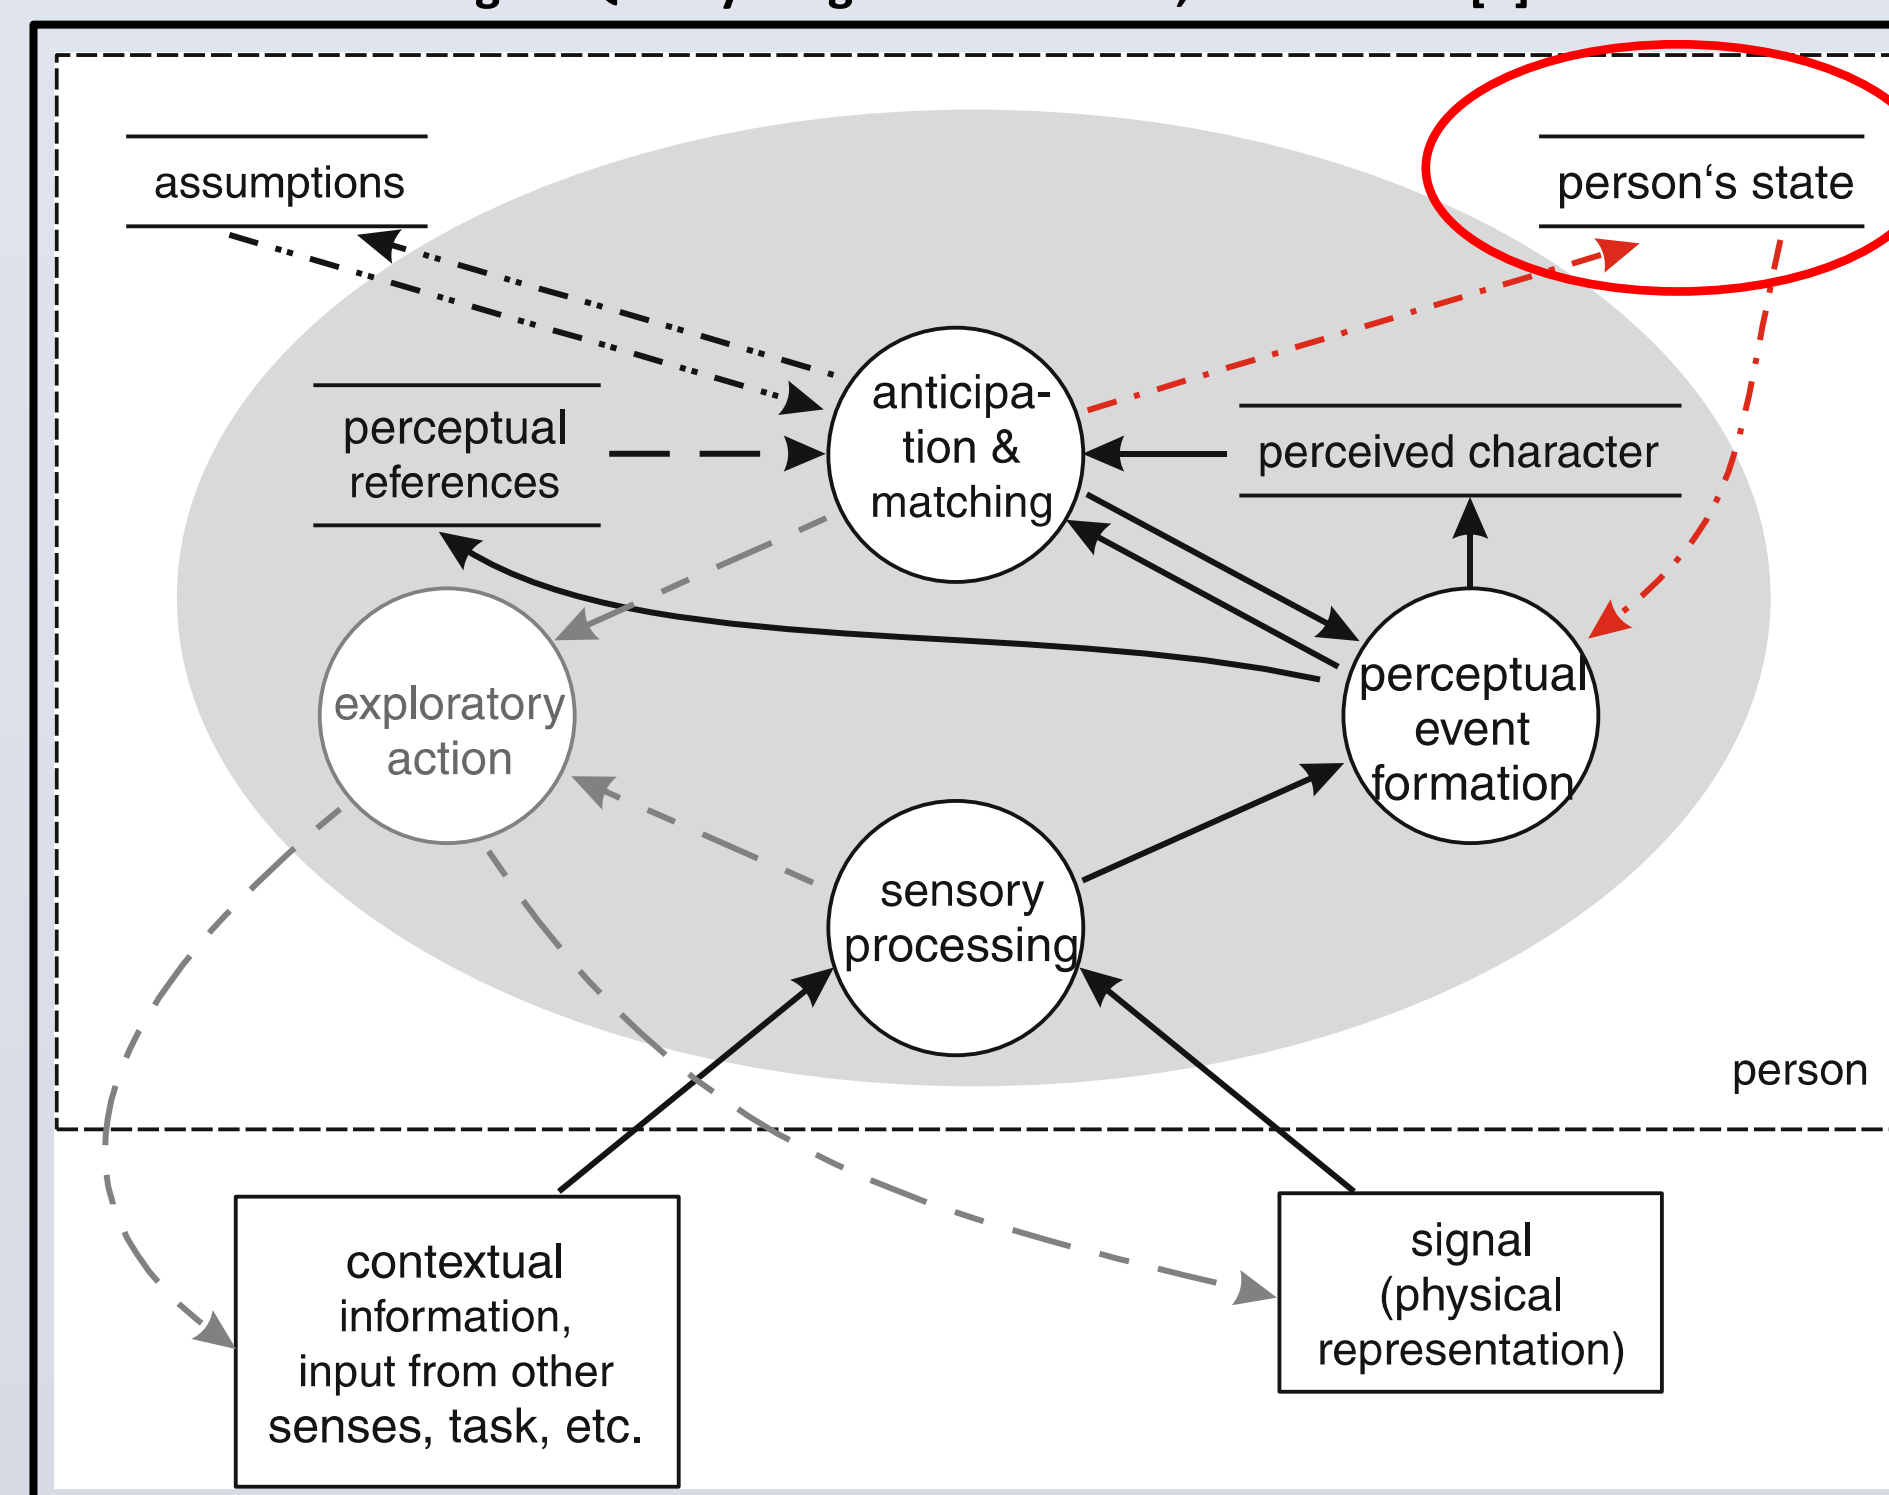 assumptions
person‘s state
anticipa-
tion &
matching
perceptual
references
perceived character
exploratory
action
perceptual
event
formation
sensory
processing
person
contextual
information,
input from other
senses, task, etc.
signal
(physical
representation)